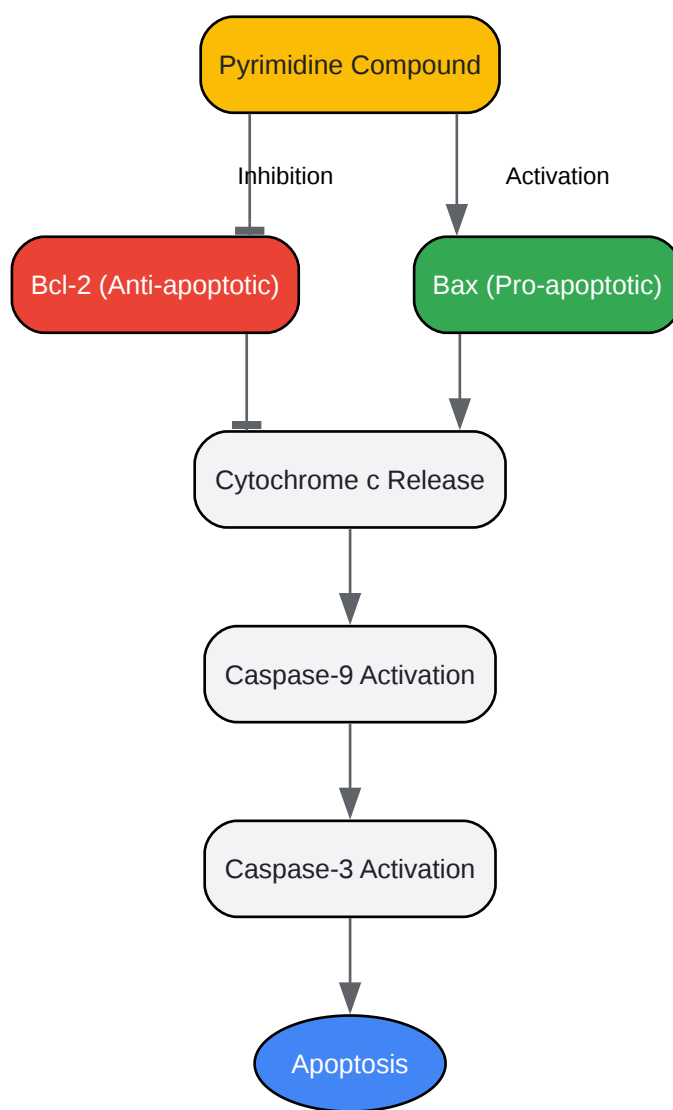 Pyrimidine Compound
Inhibition
Activation
Bcl-2 (Anti-apoptotic)
Bax (Pro-apoptotic)
Cytochrome c Release
Caspase-9 Activation
Caspase-3 Activation
Apoptosis